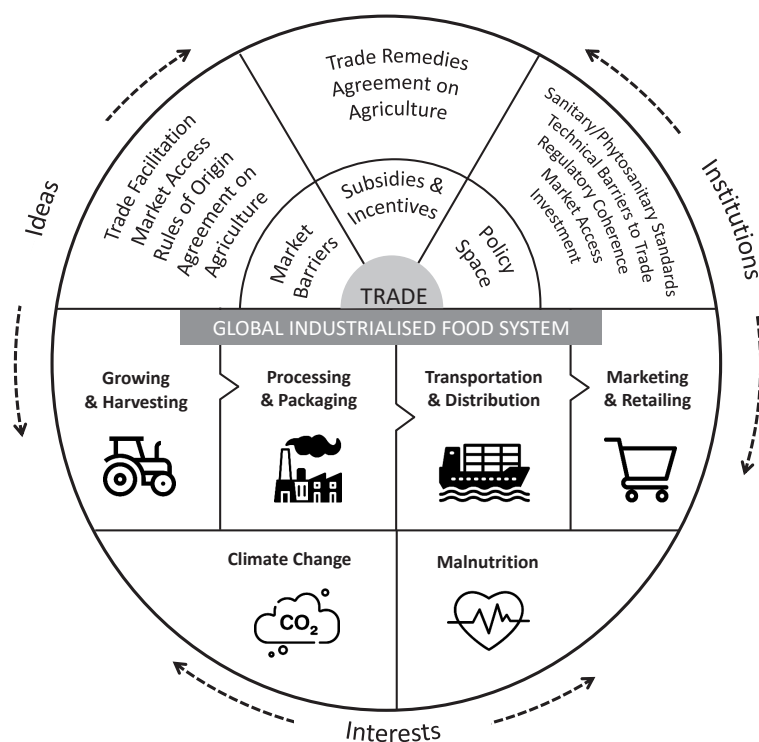 Ideas
Institutions
Trade Remedies
Agreement on
Agriculture
Trade Facilitation
Market Access
Rules of Origin
Agreement on
Agriculture
Sanitary/Phytosanitary Standards
Technical Barriers to Trade
Regulatory Coherence
Market Access
Investment
Market
Barriers
Subsidies &
Incentives
Policy
Space
TRADE
GLOBAL INDUSTRIALISED FOOD SYSTEM
Growing
& Harvesting
Processing
& Packaging
Transportation
& Distribution
Marketing
& Retailing
Climate Change
CO₂
Malnutrition
Interests